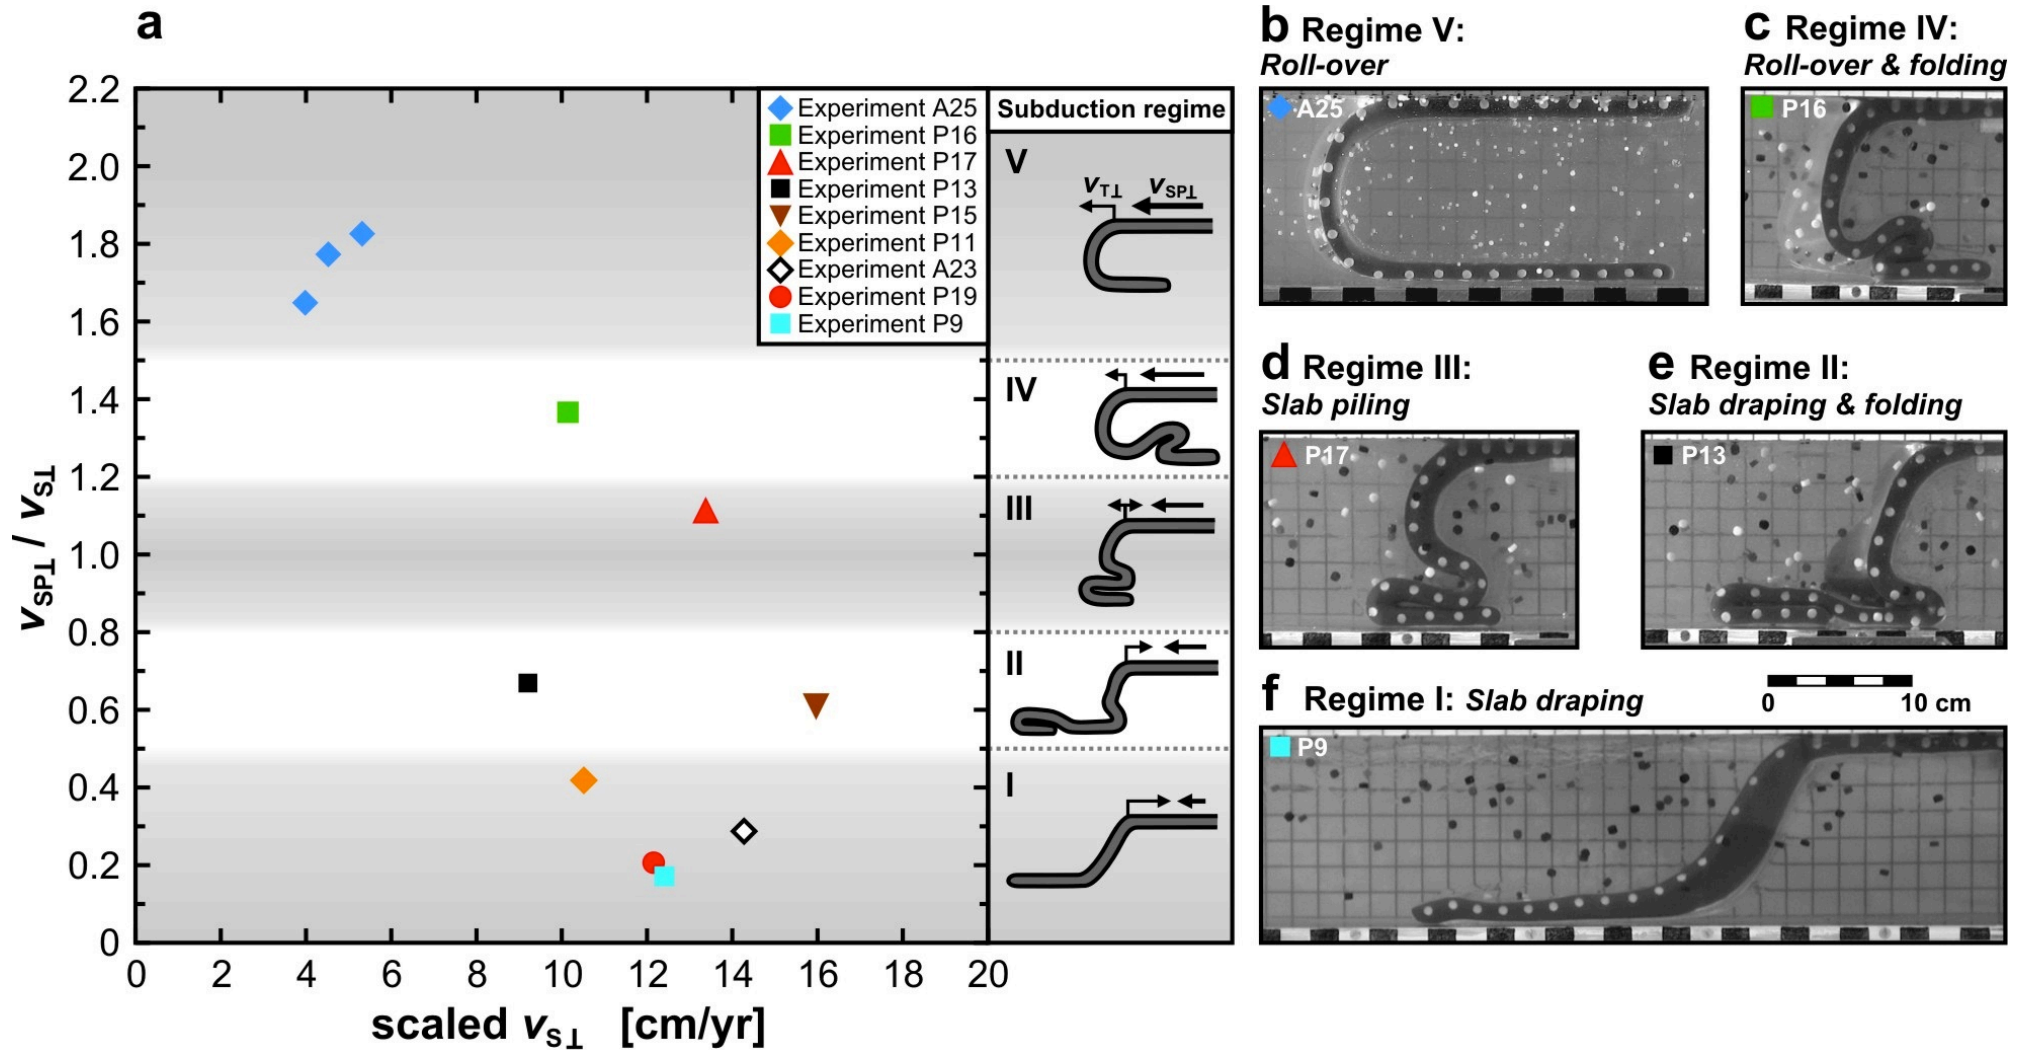 a
2.2
2.0
1.8
1.6
1.4
1.2
1.0
0.8
0.6
0.4
0.2
0
0 2 4 6 8 10 12 14 16 18 20
vSP⊥ / vS⊥
scaled vS⊥ [cm/yr]
Experiment A25
Experiment P16
Experiment P17
Experiment P13
Experiment P15
Experiment P11
Experiment A23
Experiment P19
Experiment P9
Subduction regime
V
vT⊥ vSP⊥
IV
III
II
I
b Regime V:
Roll-over
A25
c Regime IV:
Roll-over & folding
P16
d Regime III:
Slab piling
P17
e Regime II:
Slab draping & folding
P13
0 10 cm
f Regime I: Slab draping
P9